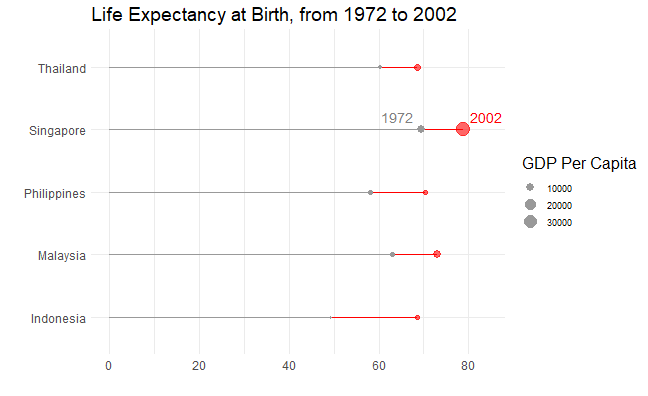 Life Expectancy at Birth, from 1972 to 2002
Thailand
1972 2002
Singapore
GDP Per Capita
10000
Philippines
20000
30000
Malaysia
Indonesia
0 20 40 60 80